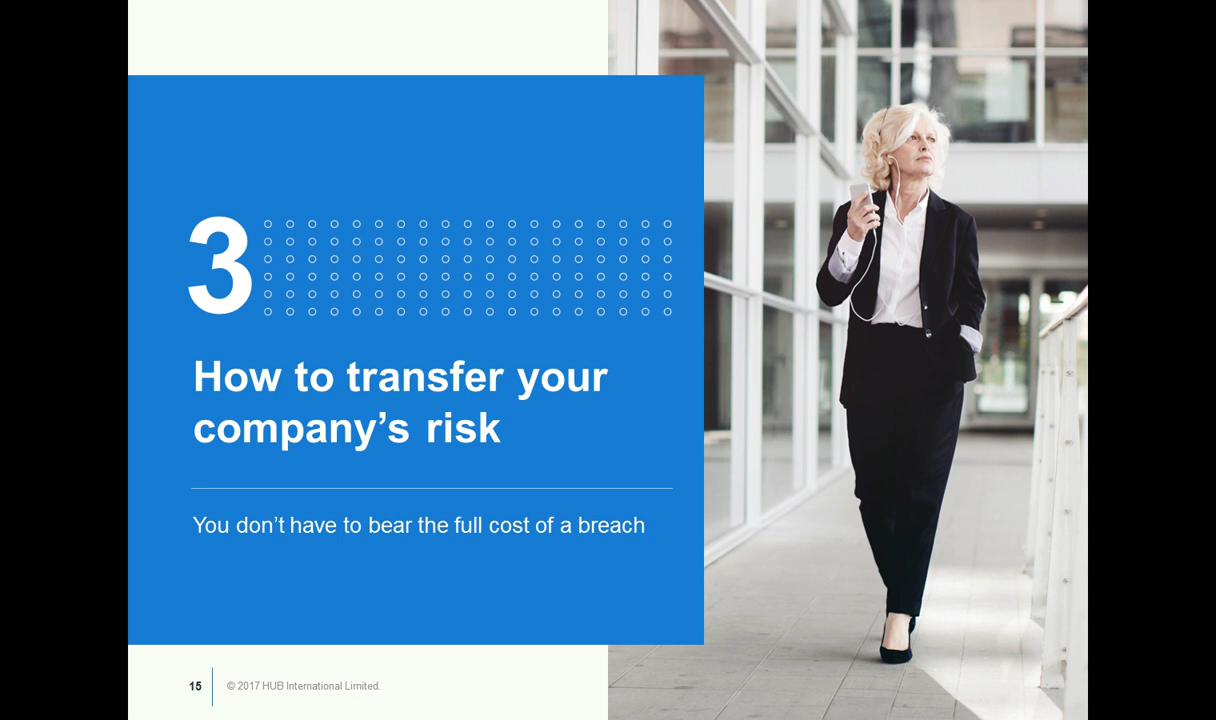 3
How to transfer your
company’s risk
You don’t have to bear the full cost of a breach
15
© 2017 HUB International Limited.